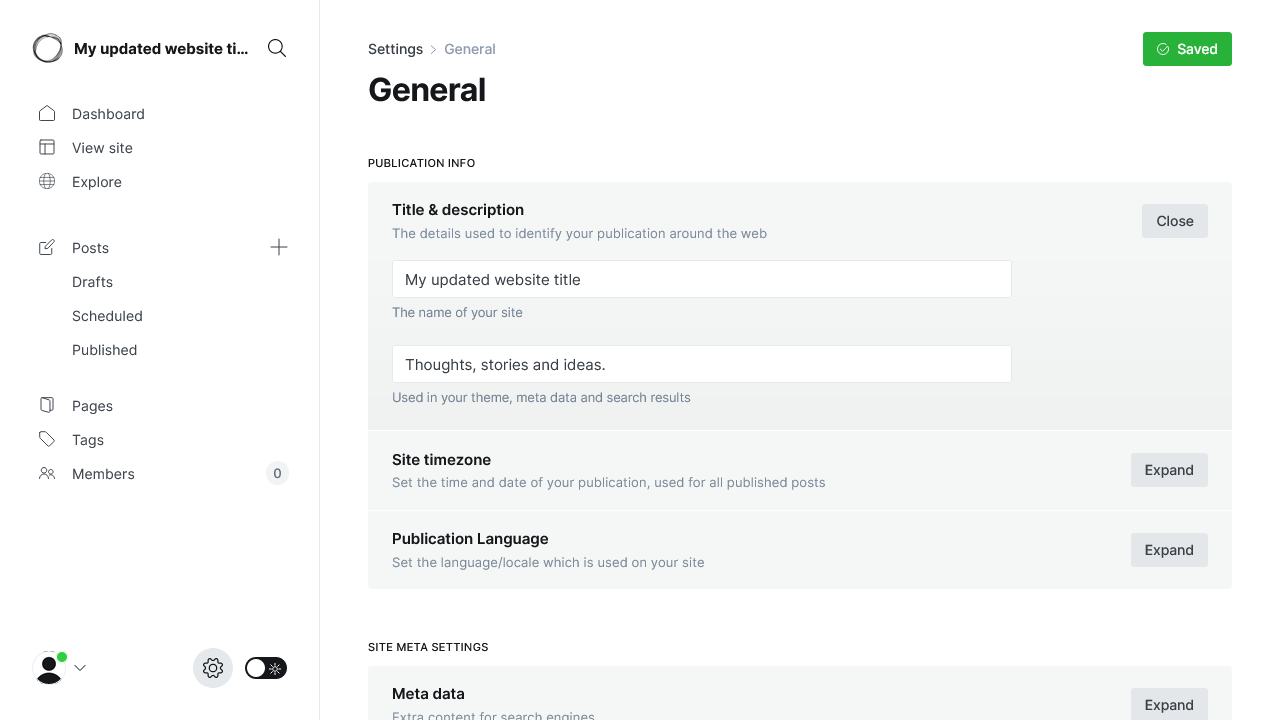 My updated website ti...
Dashboard
View site
Explore
Posts
Drafts
Scheduled
Published
Pages
Tags
Members 0
Settings General
Saved
General
PUBLICATION INFO
Title & description
The details used to identify your publication around the web
Close
My updated website title
The name of your site
Thoughts, stories and ideas.
Used in your theme, meta data and search results
Site timezone
Set the time and date of your publication, used for all published posts
Expand
Publication Language
Set the language/locale which is used on your site
Expand
SITE META SETTINGS
Meta data
Extra content for search engines
Expand